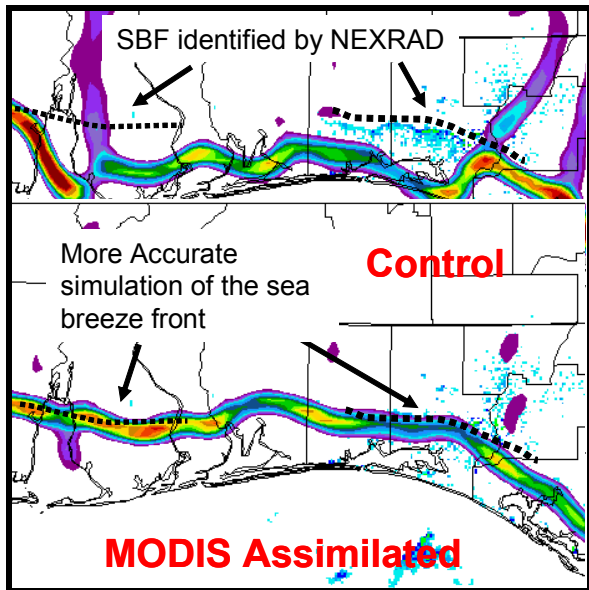 SBF identified by NEXRAD
More Accurate
simulation of the sea
breeze front
Control
MODIS Assimilated